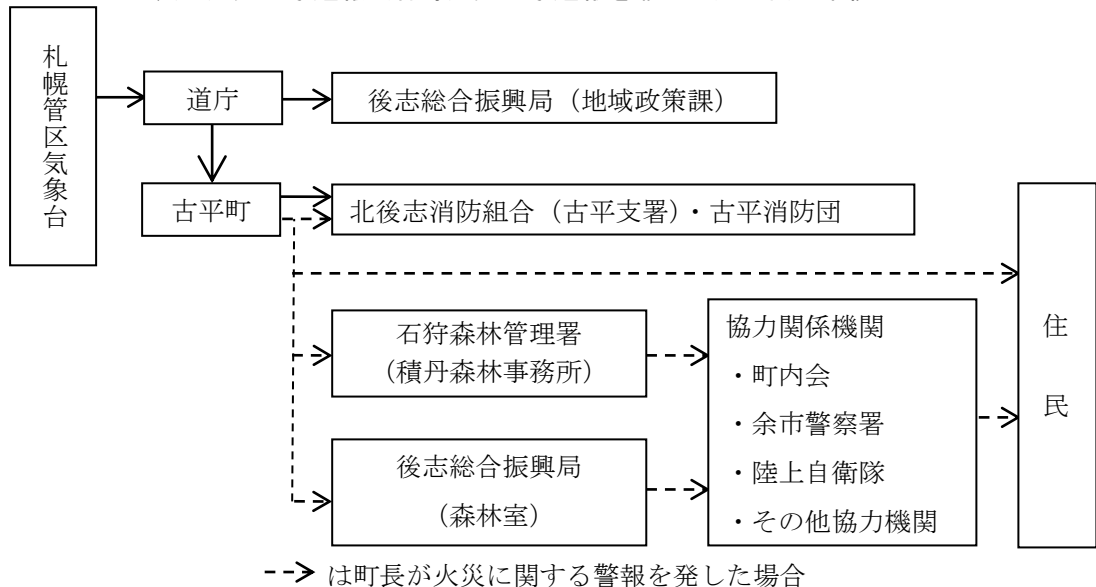 札幌管区気象台
道庁
後志総合振興局（地域政策課）
古平町
北後志消防組合（古平支署）・古平消防団
石狩森林管理署
（積丹森林事務所）
後志総合振興局
（森林室）
協力関係機関
・町内会
・余市警察署
・陸上自衛隊
・その他協力機関
住民
は町長が火災に関する警報を発した場合